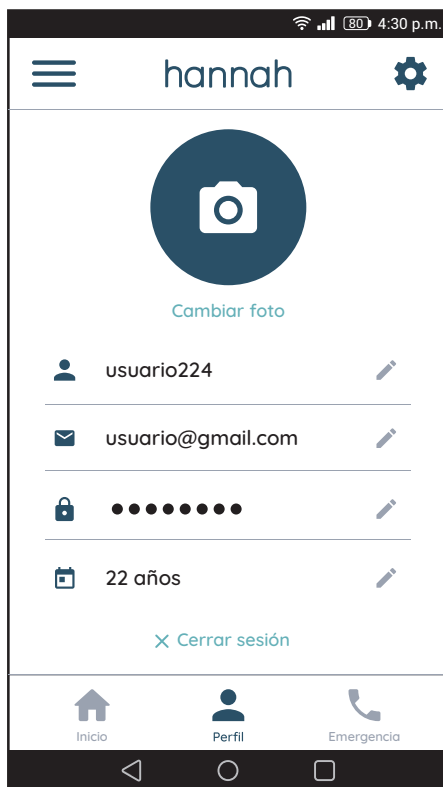 80 4:30 p.m.
hannah
Cambiar foto
usuario224
usuario@gmail.com
●●●●●●●●
22 años
Cerrar sesión
Inicio Perfil Emergencia